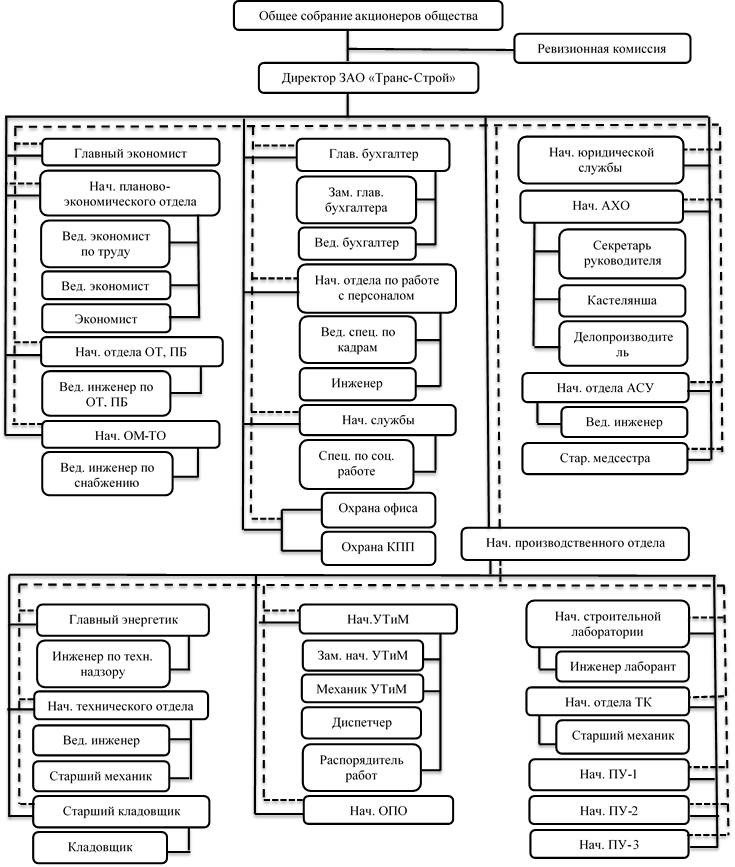 Общее собрание акционеров общества
Ревизионная комиссия
Директор ЗАО «Транс-Строй»
Главный экономист
Нач. планово-
экономического отдела
Вед. экономист
по труду
Вед. экономист
Экономист
Нач. отдела ОТ, ПБ
Вед. инженер по
ОТ, ПБ
Нач. ОМ-ТО
Вед. инженер по
снабжению
Глав. бухгалтер
Зам. глав.
бухгалтера
Вед. бухгалтер
Нач. отдела по работе
с персоналом
Вед. спец. по
кадрам
Инженер
Нач. службы
Спец. по соц.
работе
Охрана офиса
Охрана КПП
Нач. юридической
службы
Нач. АХО
Секретарь
руководителя
Кастелянша
Делопроизводите
ль
Нач. отдела АСУ
Вед. инженер
Стар. медсестра
Нач. производственного отдела
Главный энергетик
Инженер по техн.
надзору
Нач. технического отдела
Вед. инженер
Старший механик
Старший кладовщик
Кладовщик
Нач.УТиМ
Зам. нач. УТиМ
Механик УТиМ
Диспетчер
Распорядитель
работ
Нач. ОПО
Нач. строительной
лаборатории
Инженер лаборант
Нач. отдела ТК
Старший механик
Нач. ПУ-1
Нач. ПУ-2
Нач. ПУ-3